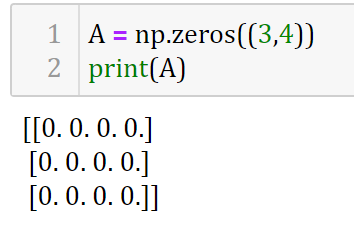 1 A = np.zeros((3,4))
2 print(A)
[[0. 0. 0. 0.]
[0. 0. 0. 0.]
[0. 0. 0. 0.]]